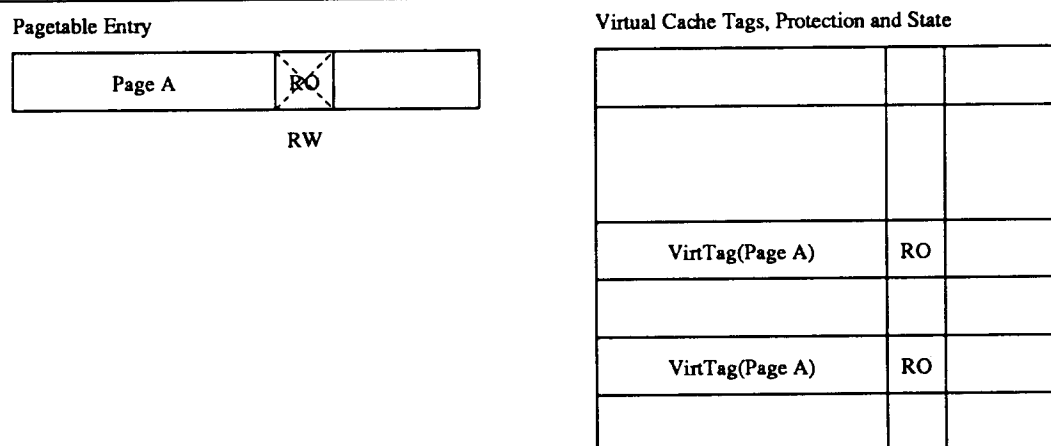 Pagetable Entry
Page A
RO
RW
Virtual Cache Tags, Protection and State
VirtTag(Page A) RO
VirtTag(Page A) RO